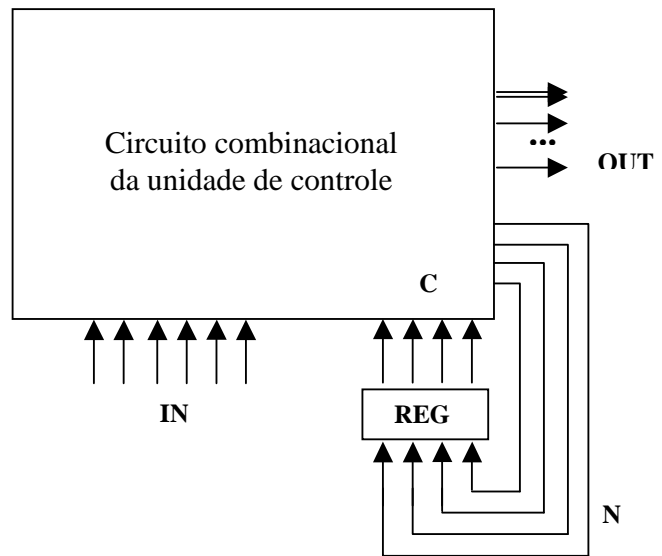 Circuito combinacional
da unidade de controle
...
OUT
C
IN
REG
N